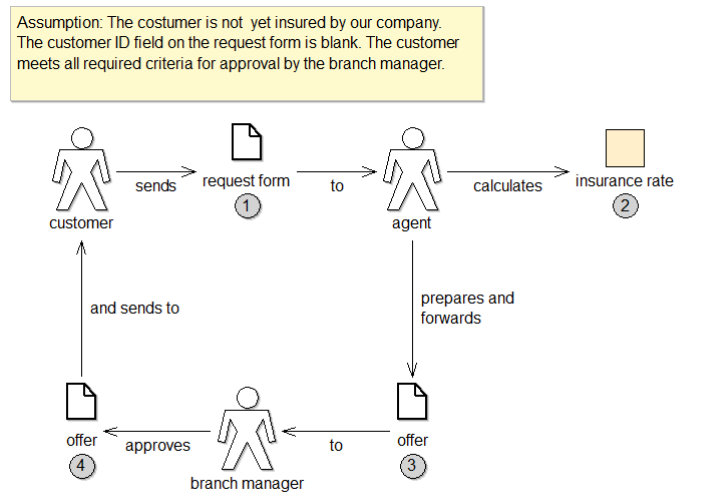 Assumption: The costumer is not yet insured by our company.
The customer ID field on the request form is blank. The customer
meets all required criteria for approval by the branch manager.
customer
sends
request form
1
to
agent
calculates
insurance rate
2
prepares and
forwards
offer
3
to
branch manager
approves
offer
4
and sends to